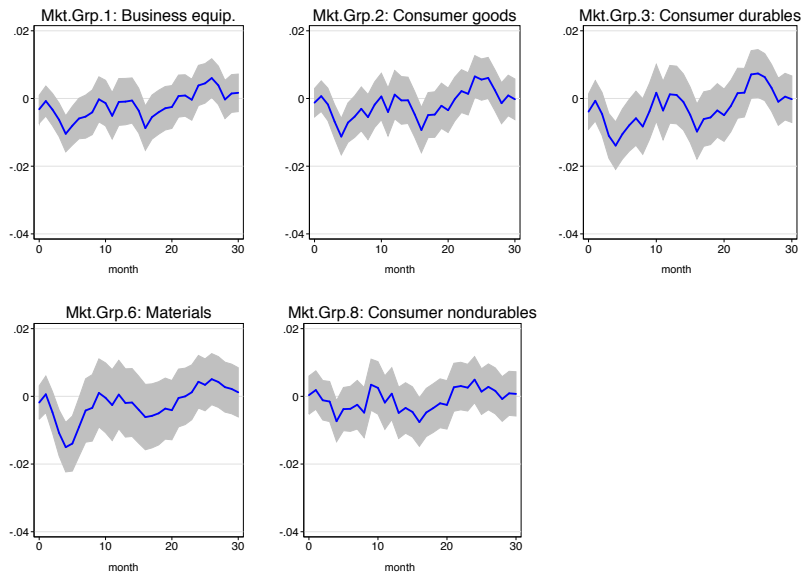 Mkt.Grp.1: Business equip.
.02
0
-.02
-.04
0 10 20 30
month
Mkt.Grp.2: Consumer goods
.02
0
-.02
-.04
0 10 20 30
month
Mkt.Grp.3: Consumer durables
.02
0
-.02
-.04
0 10 20 30
month
Mkt.Grp.6: Materials
.02
0
-.02
-.04
0 10 20 30
month
Mkt.Grp.8: Consumer nondurables
.02
0
-.02
-.04
0 10 20 30
month